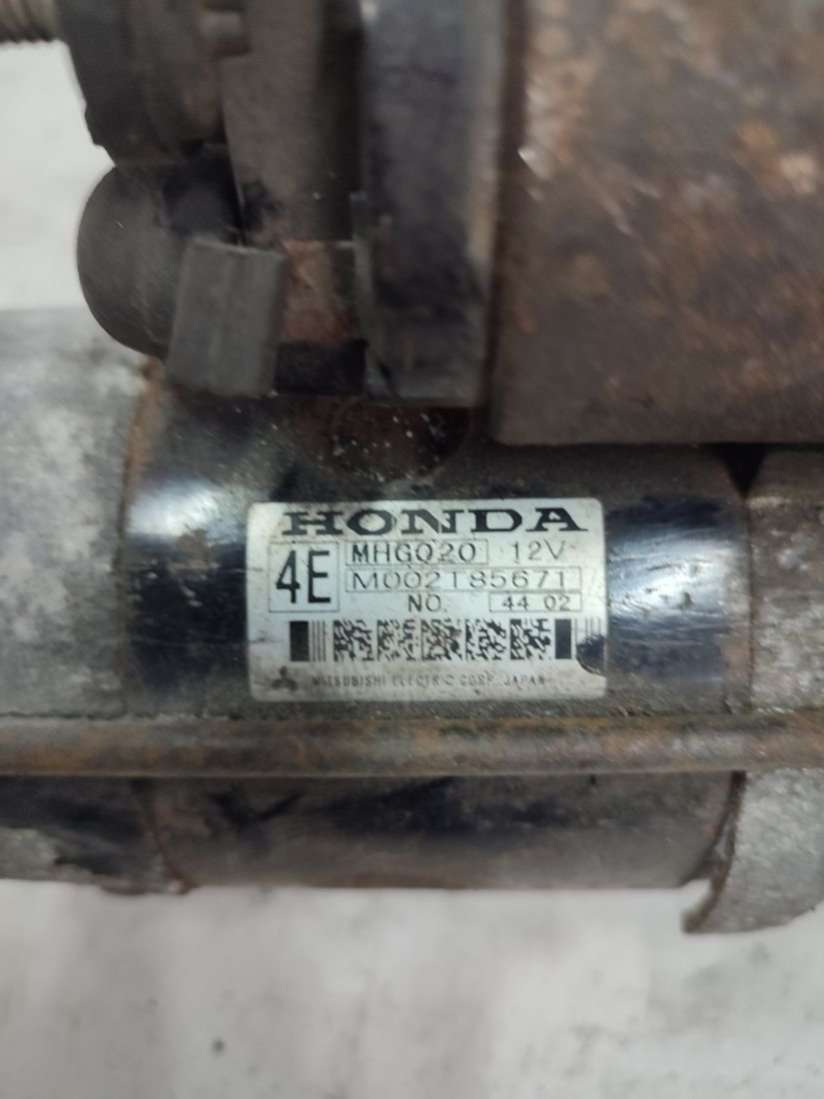 HONDA
4E MHG020 12V
M002T85671
NO. 44 02
MITSUBISHI ELECTRIC CORP. JAPAN